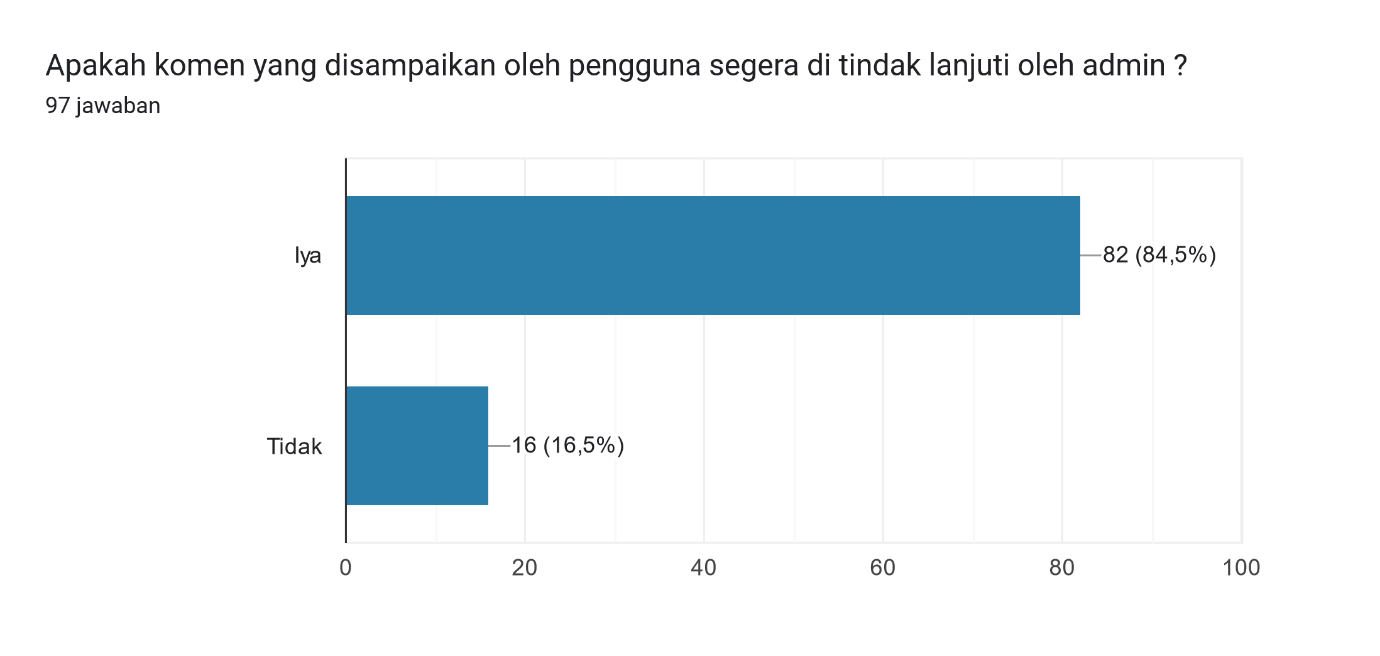 Apakah komen yang disampaikan oleh pengguna segera di tindak lanjuti oleh admin ?
97 jawaban
Iya
82 (84,5%)
Tidak
16 (16,5%)
0 20 40 60 80 100